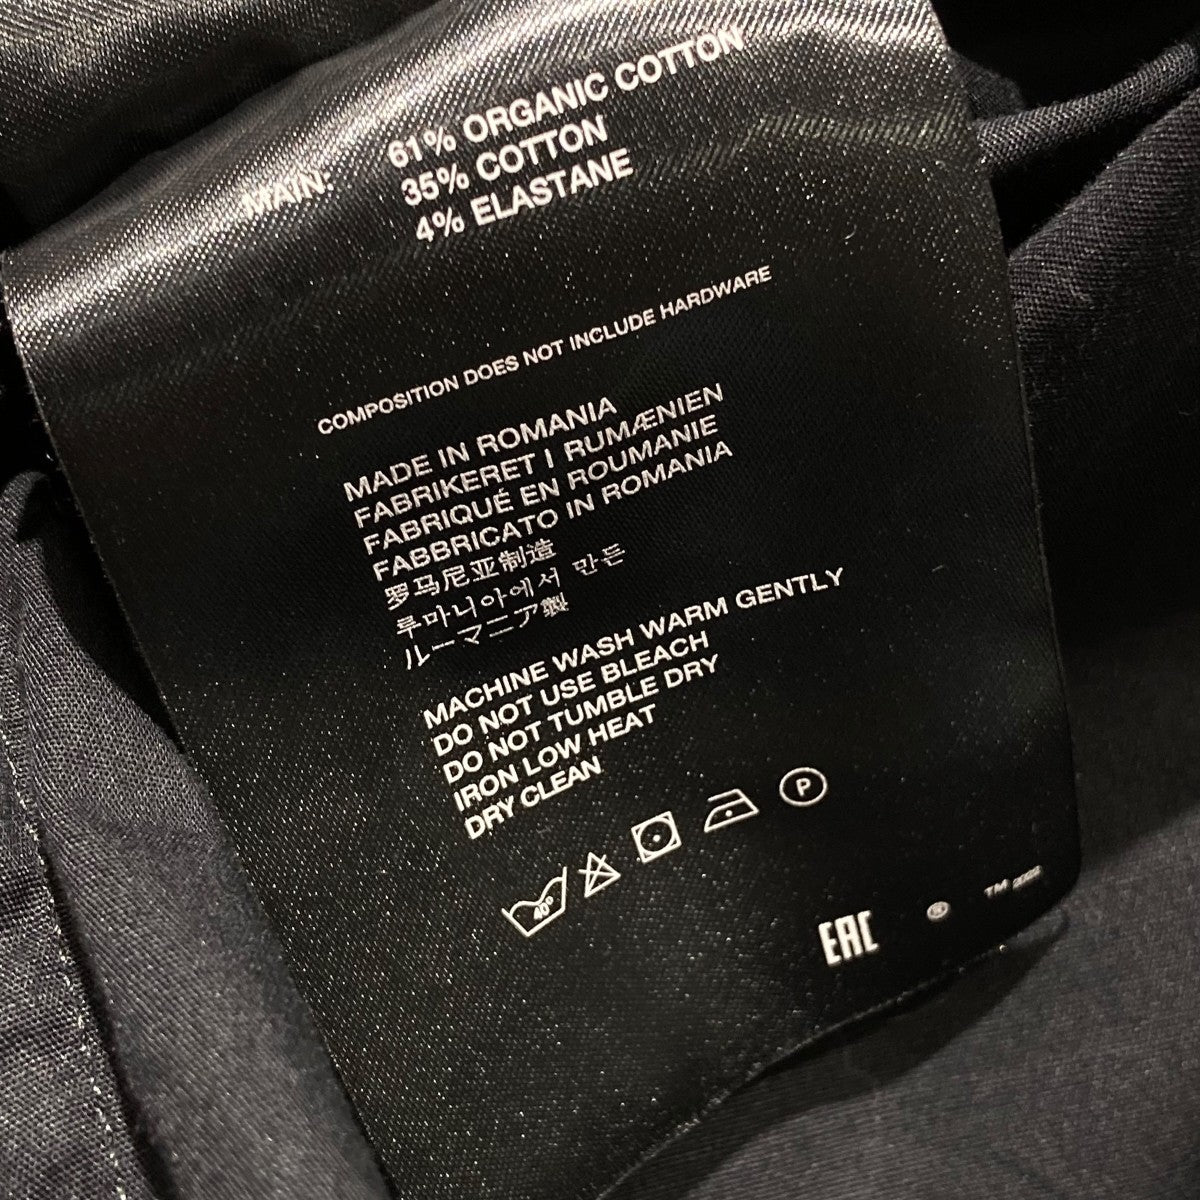 MAIN: 61% ORGANIC COTTON
35% COTTON
4% ELASTANE
COMPOSITION DOES NOT INCLUDE HARDWARE
MADE IN ROMANIA
FABRIKERET I RUMÆNIEN
FABRIQUÉ EN ROUMANIE
FABBRICATO IN ROMANIA
罗马尼亚制造
루마니아에서 만든
ルーマニア製
MACHINE WASH WARM GENTLY
DO NOT USE BLEACH
DO NOT TUMBLE DRY
IRON LOW HEAT
DRY CLEAN
40° P
EAC ® TM